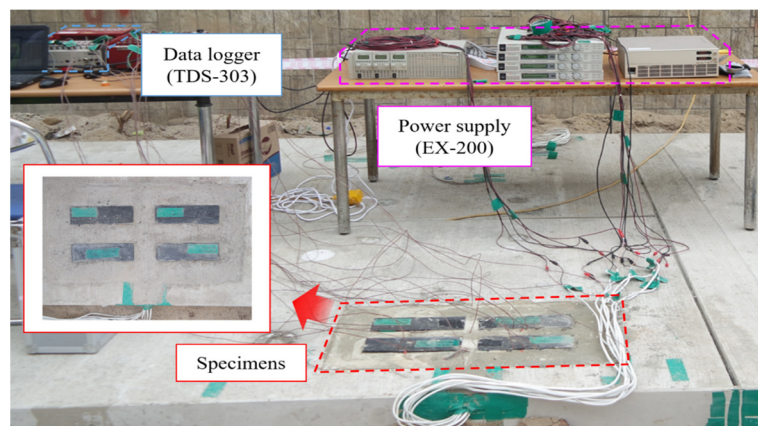 Data logger
(TDS-303)
Power supply
(EX-200)
Specimens